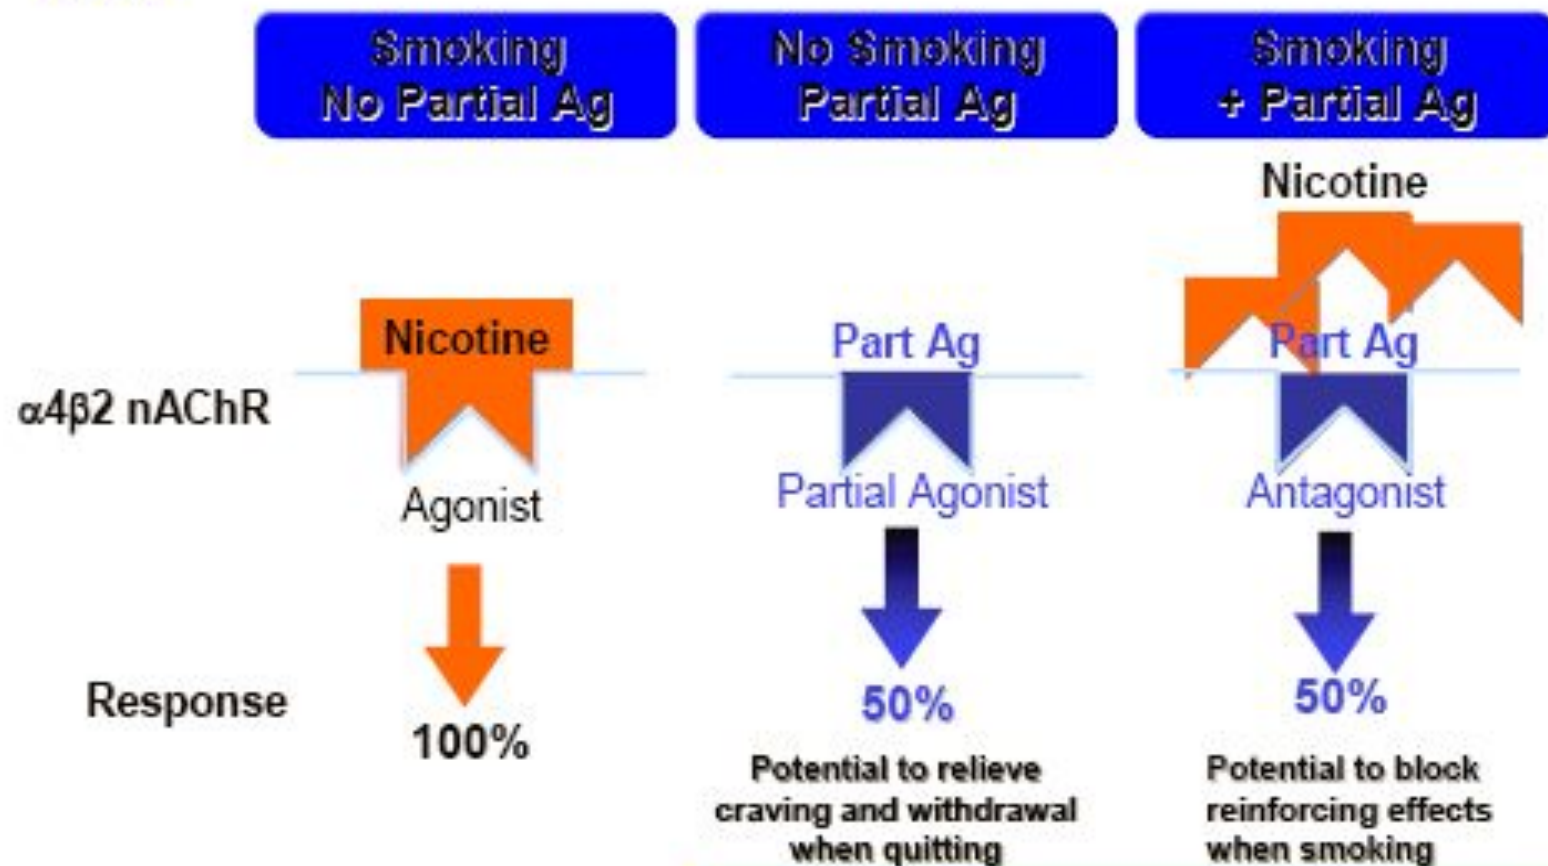 Smoking
No Partial Ag
No Smoking
Partial Ag
Smoking
+ Partial Ag
Nicotine
Nicotine
Part Ag
Part Ag
α4β2 nAChR
Agonist
Partial Agonist
Antagonist
Response
100%
50%
50%
Potential to relieve
craving and withdrawal
when quitting
Potential to block
reinforcing effects
when smoking